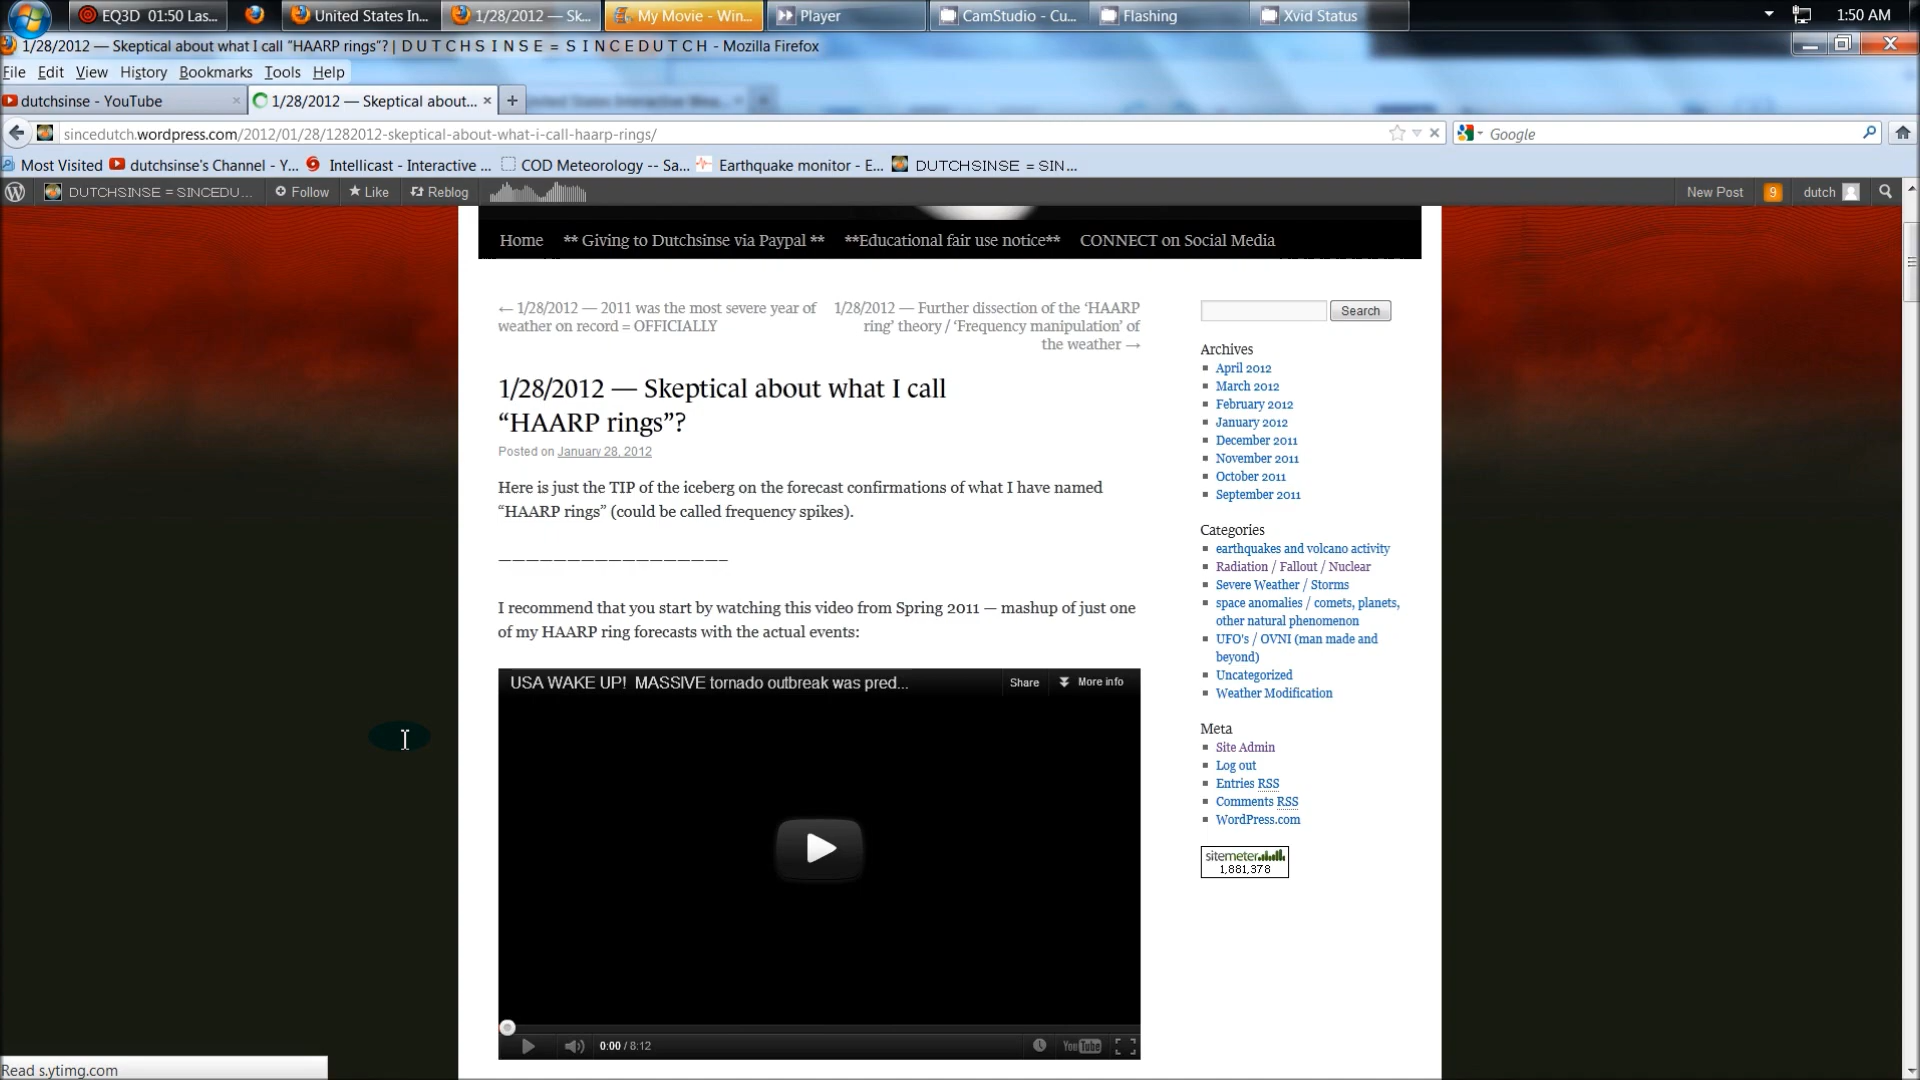 EQ3D 01:50 Las...
United States In...
1/28/2012 — Sk...
My Movie - Win...
Player
CamStudio - Cu...
Flashing
Xvid Status
1:50 AM
1/28/2012 — Skeptical about what I call "HAARP rings"? | D U T C H S I N S E = S I N C E D U T C H - Mozilla Firefox
File Edit View History Bookmarks Tools Help
dutchsinse - YouTube
1/28/2012 — Skeptical about...
sincedutch.wordpress.com/2012/01/28/1282012-skeptical-about-what-i-call-haarp-rings/
Google
Most Visited
dutchsinse's Channel - Y...
Intellicast - Interactive ...
COD Meteorology -- Sa...
Earthquake monitor - E...
DUTCHSINSE = SIN...
DUTCHSINSE = SINCEDU...
Follow
Like
Reblog
New Post
9
dutch
Home
** Giving to Dutchsinse via Paypal **
**Educational fair use notice**
CONNECT on Social Media
← 1/28/2012 — 2011 was the most severe year of
weather on record = OFFICIALLY
1/28/2012 — Further dissection of the ‘HAARP
ring’ theory / ‘Frequency manipulation’ of
the weather →
1/28/2012 — Skeptical about what I call
“HAARP rings”?
Posted on January 28, 2012
Here is just the TIP of the iceberg on the forecast confirmations of what I have named
“HAARP rings” (could be called frequency spikes).
—————————————————–
I recommend that you start by watching this video from Spring 2011 — mashup of just one
of my HAARP ring forecasts with the actual events:
USA WAKE UP! MASSIVE tornado outbreak was pred...
Share
More info
0:00 / 8:12
YouTube
Search
Archives
April 2012
March 2012
February 2012
January 2012
December 2011
November 2011
October 2011
September 2011
Categories
earthquakes and volcano activity
Radiation / Fallout / Nuclear
Severe Weather / Storms
space anomalies / comets, planets,
other natural phenomenon
UFO's / OVNI (man made and
beyond)
Uncategorized
Weather Modification
Meta
Site Admin
Log out
Entries RSS
Comments RSS
WordPress.com
sitemeter
1,881,378
Read s.ytimg.com